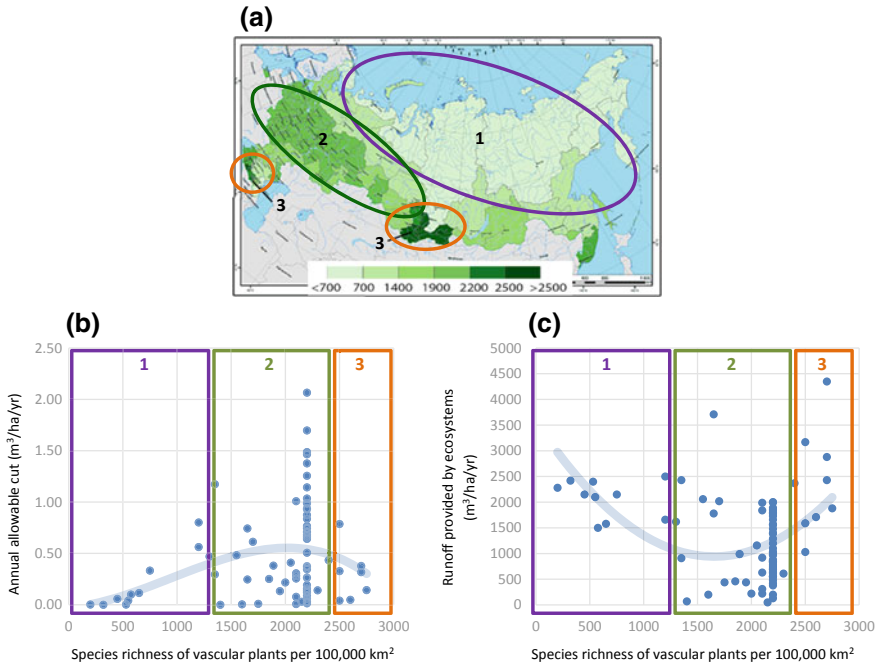 (a)
1
2
3
3
<700 700 1400 1900 2200 2500 >2500
(b)
2.50
2.00
1.50
1.00
0.50
0.00
1 2 3
0 500 1000 1500 2000 2500 3000
Annual allowable cut (m³/ha/yr)
Species richness of vascular plants per 100,000 km²
(c)
5000
4500
4000
3500
3000
2500
2000
1500
1000
500
0
1 2 3
0 500 1000 1500 2000 2500 3000
Runoff provided by ecosystems
(m³/ha/yr)
Species richness of vascular plants per 100,000 km²